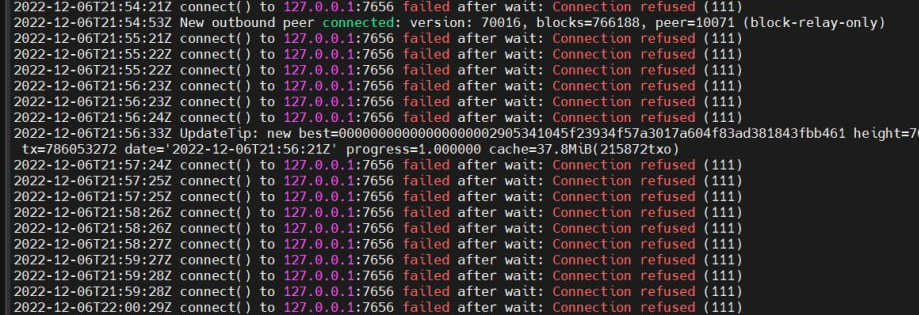 2022-12-06T21:54:21Z connect() to 127.0.0.1:7656 failed after wait: Connection refused (111)
2022-12-06T21:54:53Z New outbound peer connected: version: 70016, blocks=766188, peer=10071 (block-relay-only)
2022-12-06T21:55:21Z connect() to 127.0.0.1:7656 failed after wait: Connection refused (111)
2022-12-06T21:55:22Z connect() to 127.0.0.1:7656 failed after wait: Connection refused (111)
2022-12-06T21:55:22Z connect() to 127.0.0.1:7656 failed after wait: Connection refused (111)
2022-12-06T21:56:23Z connect() to 127.0.0.1:7656 failed after wait: Connection refused (111)
2022-12-06T21:56:23Z connect() to 127.0.0.1:7656 failed after wait: Connection refused (111)
2022-12-06T21:56:24Z connect() to 127.0.0.1:7656 failed after wait: Connection refused (111)
2022-12-06T21:56:33Z UpdateTip: new best=00000000000000000002905341045f23934f57a3017a604f83ad381843fbb461 height=76
tx=786053272 date='2022-12-06T21:56:21Z' progress=1.000000 cache=37.8MiB(215872txo)
2022-12-06T21:57:24Z connect() to 127.0.0.1:7656 failed after wait: Connection refused (111)
2022-12-06T21:57:25Z connect() to 127.0.0.1:7656 failed after wait: Connection refused (111)
2022-12-06T21:57:25Z connect() to 127.0.0.1:7656 failed after wait: Connection refused (111)
2022-12-06T21:58:26Z connect() to 127.0.0.1:7656 failed after wait: Connection refused (111)
2022-12-06T21:58:26Z connect() to 127.0.0.1:7656 failed after wait: Connection refused (111)
2022-12-06T21:58:27Z connect() to 127.0.0.1:7656 failed after wait: Connection refused (111)
2022-12-06T21:59:27Z connect() to 127.0.0.1:7656 failed after wait: Connection refused (111)
2022-12-06T21:59:28Z connect() to 127.0.0.1:7656 failed after wait: Connection refused (111)
2022-12-06T21:59:28Z connect() to 127.0.0.1:7656 failed after wait: Connection refused (111)
2022-12-06T22:00:29Z connect() to 127.0.0.1:7656 failed after wait: Connection refused (111)